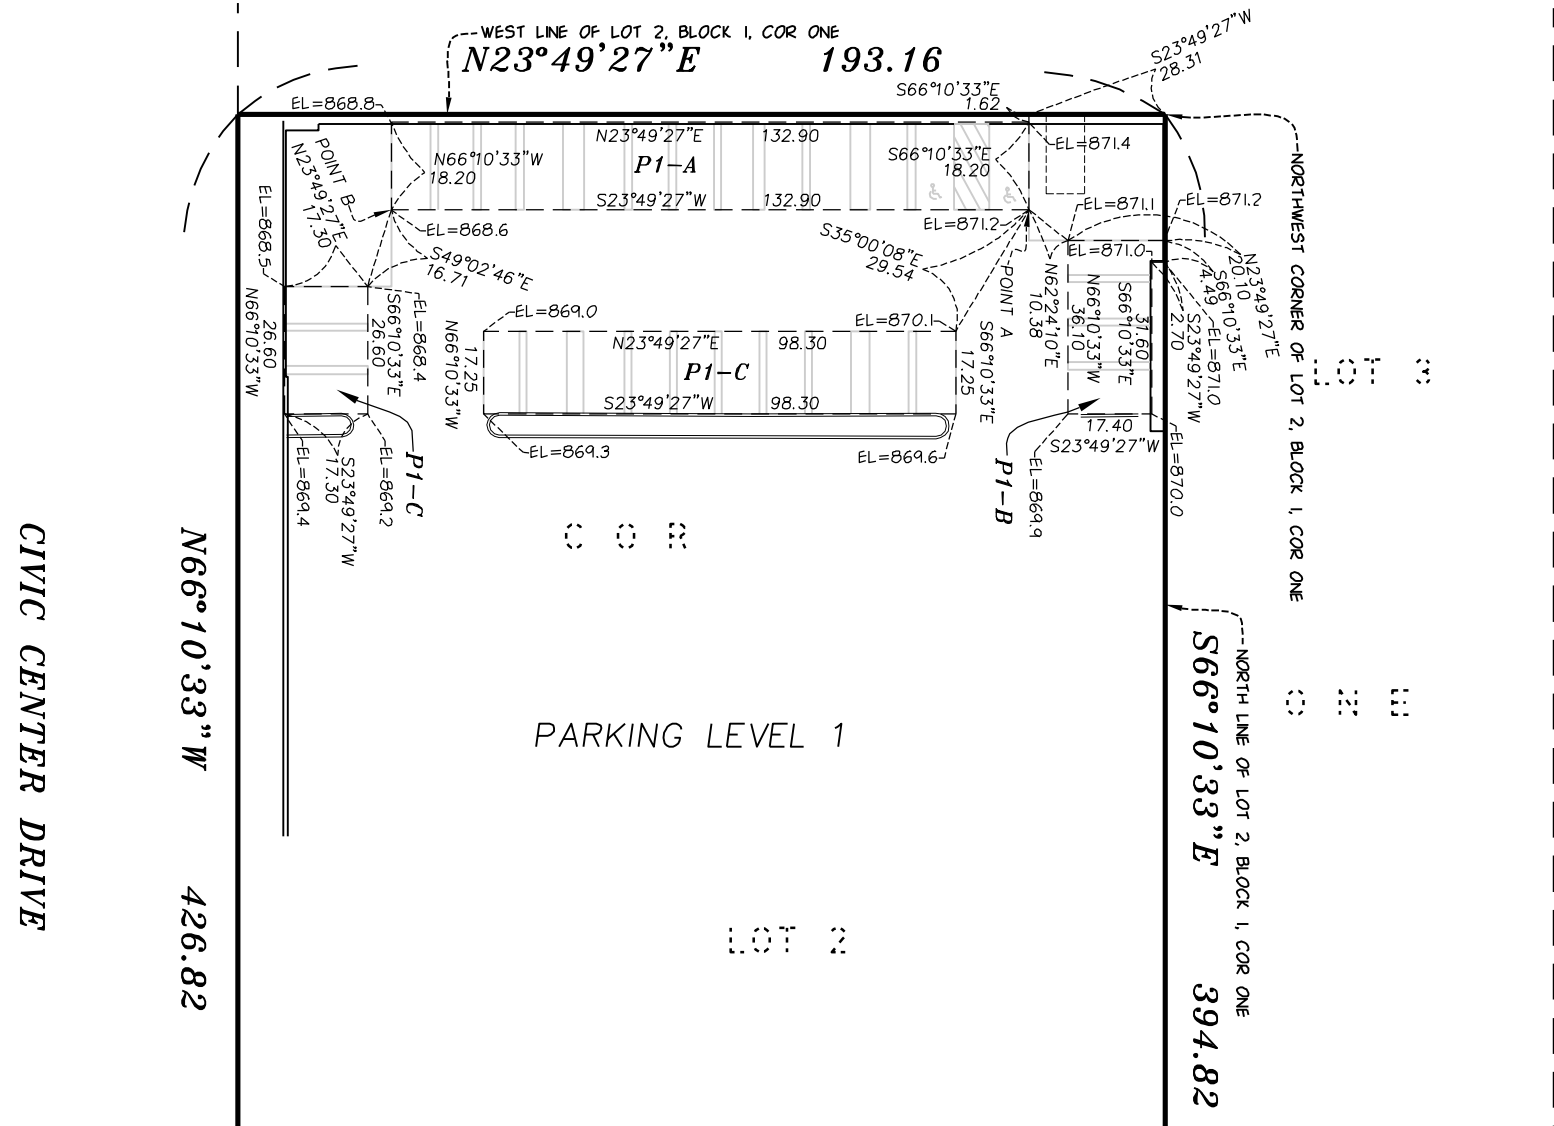 WEST LINE OF LOT 2, BLOCK 1, COR ONE
N23°49'27"E 193.16
S23°49'27"W
28.31
S66°10'33"E
1.62
EL=868.8
EL=871.4
N23°49'27"E 132.90
P1-A
S23°49'27"W 132.90
N66°10'33"W
18.20
S66°10'33"E
18.20
POINT B
N23°49'27"E
17.30
EL=868.5
EL=868.6
S49°02'46"E
16.71
EL=871.2
S35°00'08"E
29.54
EL=871.1
EL=871.2
EL=871.0
N23°49'27"E
20.10
S66°10'33"E
4.49
EL=871.0
S23°49'27"W
2.70
NORTHWEST CORNER OF LOT 2, BLOCK 1, COR ONE
POINT A
N62°24'10"E
10.38
N66°10'33"W
36.10
S66°10'33"E
31.60
N66°10'33"W
26.60
S66°10'33"E
26.60
EL=868.4
N66°10'33"W
17.25
EL=869.0
EL=870.1
N23°49'27"E 98.30
P1-C
S23°49'27"W 98.30
S66°10'33"E
17.25
EL=869.3
EL=869.6
17.40
S23°49'27"W
P1-B
EL=869.9
EL=870.0
EL=869.4
S23°49'27"W
17.30
EL=869.2
P1-C
LOT 3
COR
ONE
PARKING LEVEL 1
LOT 2
CIVIC CENTER DRIVE
N66°10'33"W 426.82
S66°10'33"E 394.82
NORTH LINE OF LOT 2, BLOCK 1, COR ONE